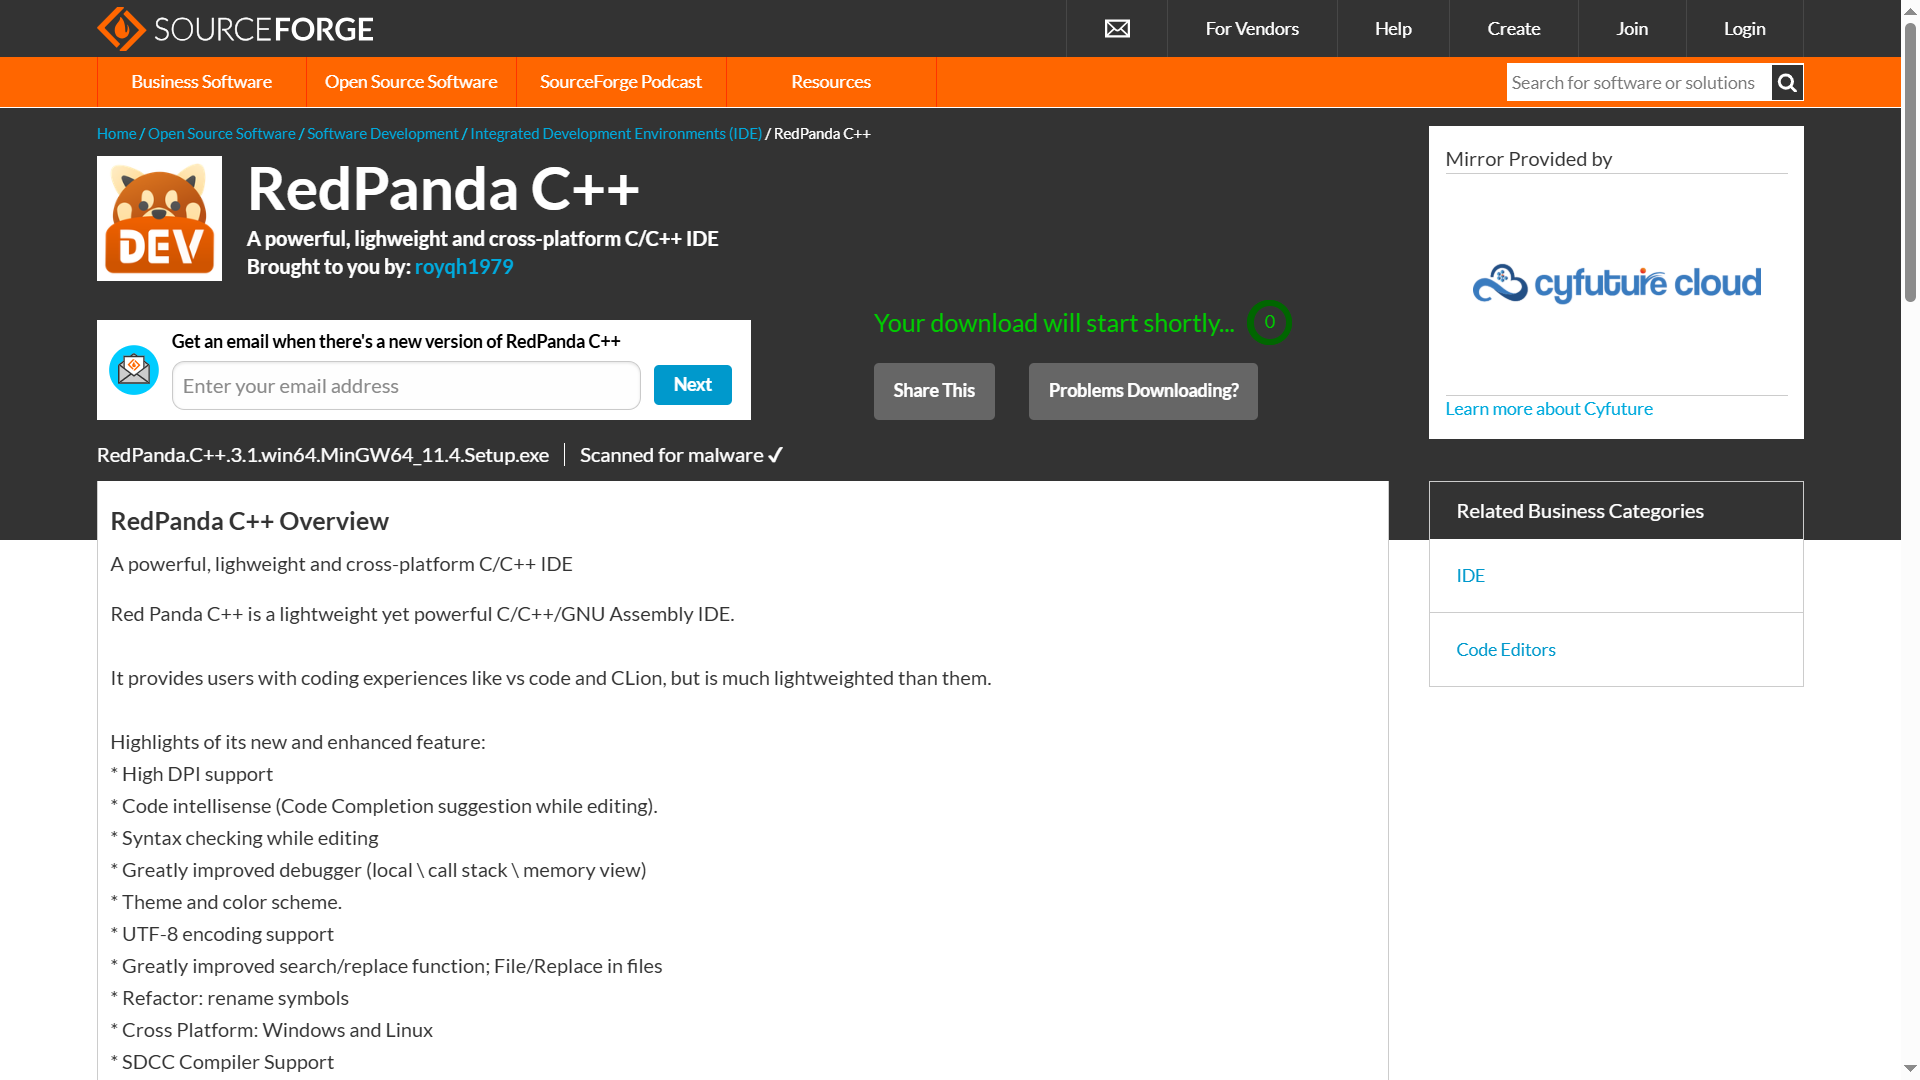 SOURCEFORGE
For Vendors
Help
Create
Join
Login
Business Software
Open Source Software
SourceForge Podcast
Resources
Search for software or solutions
Home / Open Source Software / Software Development / Integrated Development Environments (IDE) / RedPanda C++
DEV
RedPanda C++
A powerful, lighweight and cross-platform C/C++ IDE
Brought to you by: royqh1979
Mirror Provided by
cyfuture cloud
Learn more about Cyfuture
Get an email when there's a new version of RedPanda C++
Enter your email address
Next
Your download will start shortly... 0
Share This
Problems Downloading?
RedPanda.C++.3.1.win64.MinGW64_11.4.Setup.exe
Scanned for malware ✓
RedPanda C++ Overview
A powerful, lighweight and cross-platform C/C++ IDE
Red Panda C++ is a lightweight yet powerful C/C++/GNU Assembly IDE.
It provides users with coding experiences like vs code and CLion, but is much lightweighted than them.
Highlights of its new and enhanced feature:
* High DPI support
* Code intellisense (Code Completion suggestion while editing).
* Syntax checking while editing
* Greatly improved debugger (local \ call stack \ memory view)
* Theme and color scheme.
* UTF-8 encoding support
* Greatly improved search/replace function; File/Replace in files
* Refactor: rename symbols
* Cross Platform: Windows and Linux
* SDCC Compiler Support
Related Business Categories
IDE
Code Editors